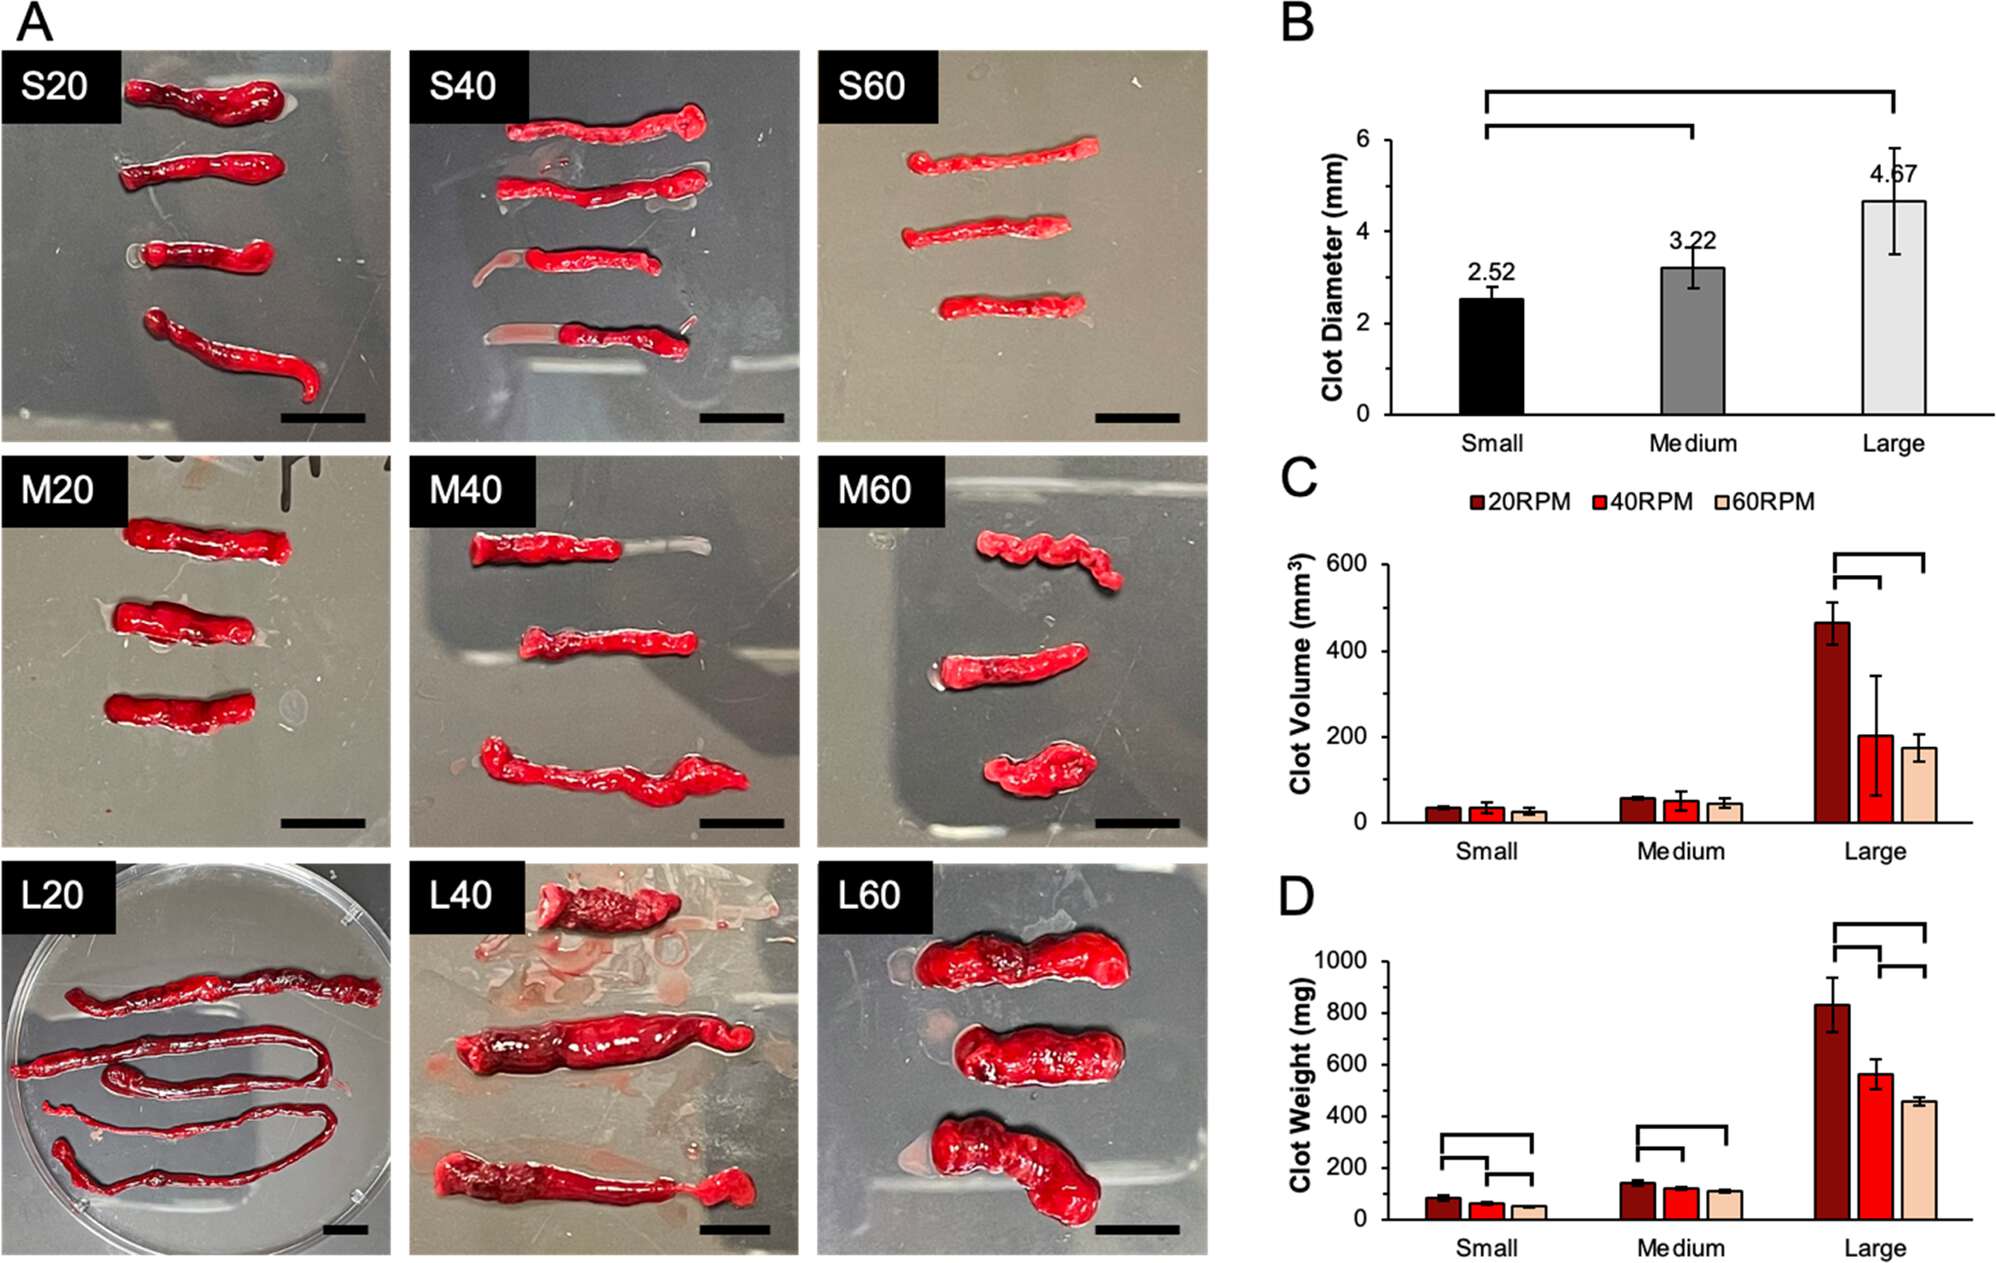 A
S20
S40
S60
M20
M40
M60
L20
L40
L60
B
Clot Diameter (mm)
6
4
2
0
2.52
3.22
4.67
Small
Medium
Large
C
20RPM
40RPM
60RPM
Clot Volume (mm³)
600
400
200
0
Small
Medium
Large
D
Clot Weight (mg)
1000
800
600
400
200
0
Small
Medium
Large